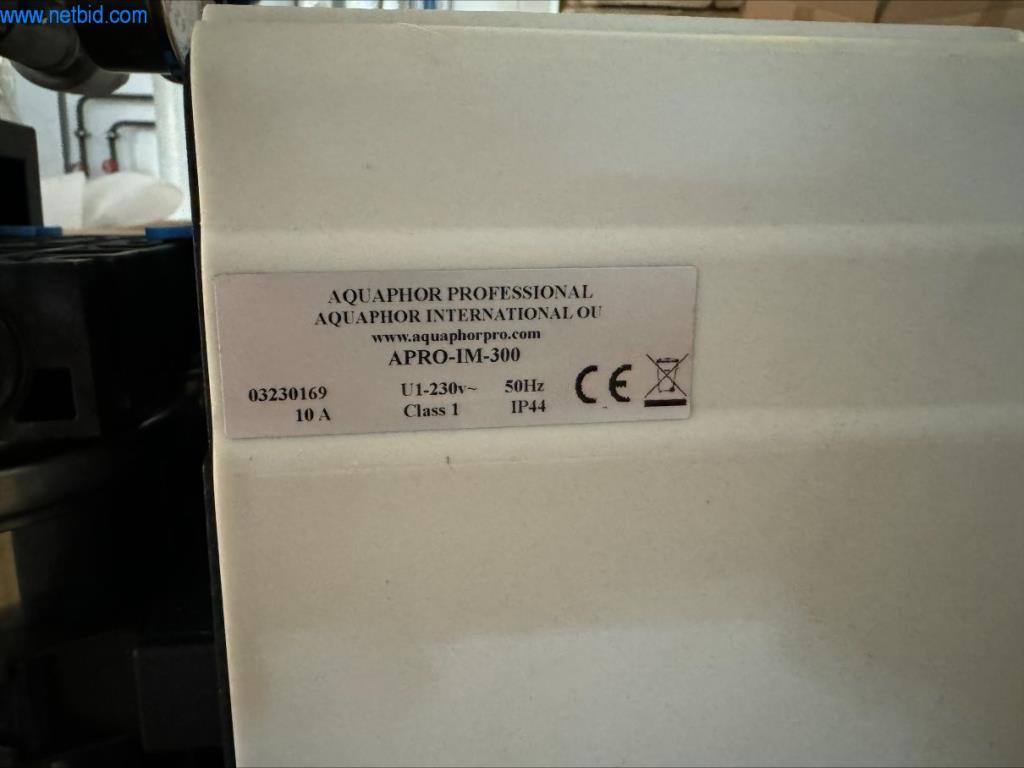 www.netbid.com
AQUAPHOR PROFESSIONAL
AQUAPHOR INTERNATIONAL OU
www.aquaphorpro.com
APRO-IM-300
03230169 U1-230v~ 50Hz
10 A Class 1 IP44
CE